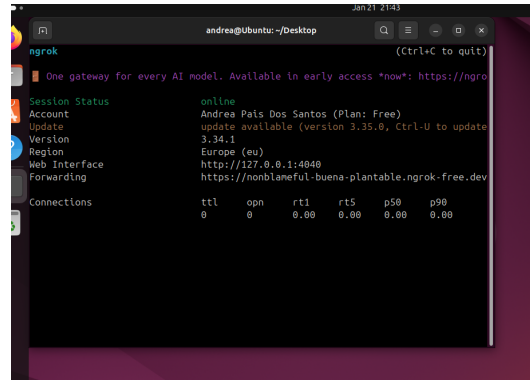 Jan 21 21:43
andrea@Ubuntu: ~/Desktop
ngrok (Ctrl+C to quit)
One gateway for every AI model. Available in early access *now*: https://ngro
Session Status online
Account Andrea Pais Dos Santos (Plan: Free)
Update update available (version 3.35.0, Ctrl-U to update
Version 3.34.1
Region Europe (eu)
Web Interface http://127.0.0.1:4040
Forwarding https://nonblameful-buena-plantable.ngrok-free.dev
Connections ttl opn rt1 rt5 p50 p90
0 0 0.00 0.00 0.00 0.00